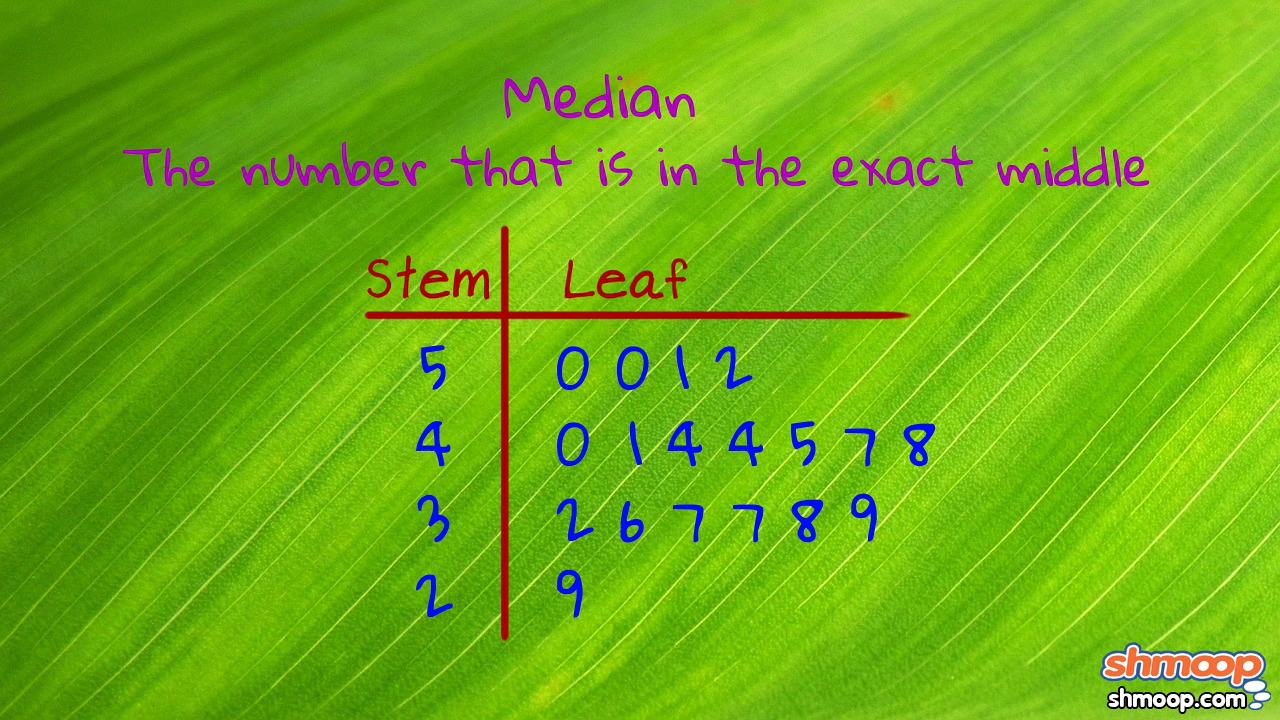 Median
The number that is in the exact middle
Stem Leaf
5 0 0 1 2
4 0 1 4 4 5 7 8
3 2 6 7 7 8 9
2 9
shmoop
shmoop.com